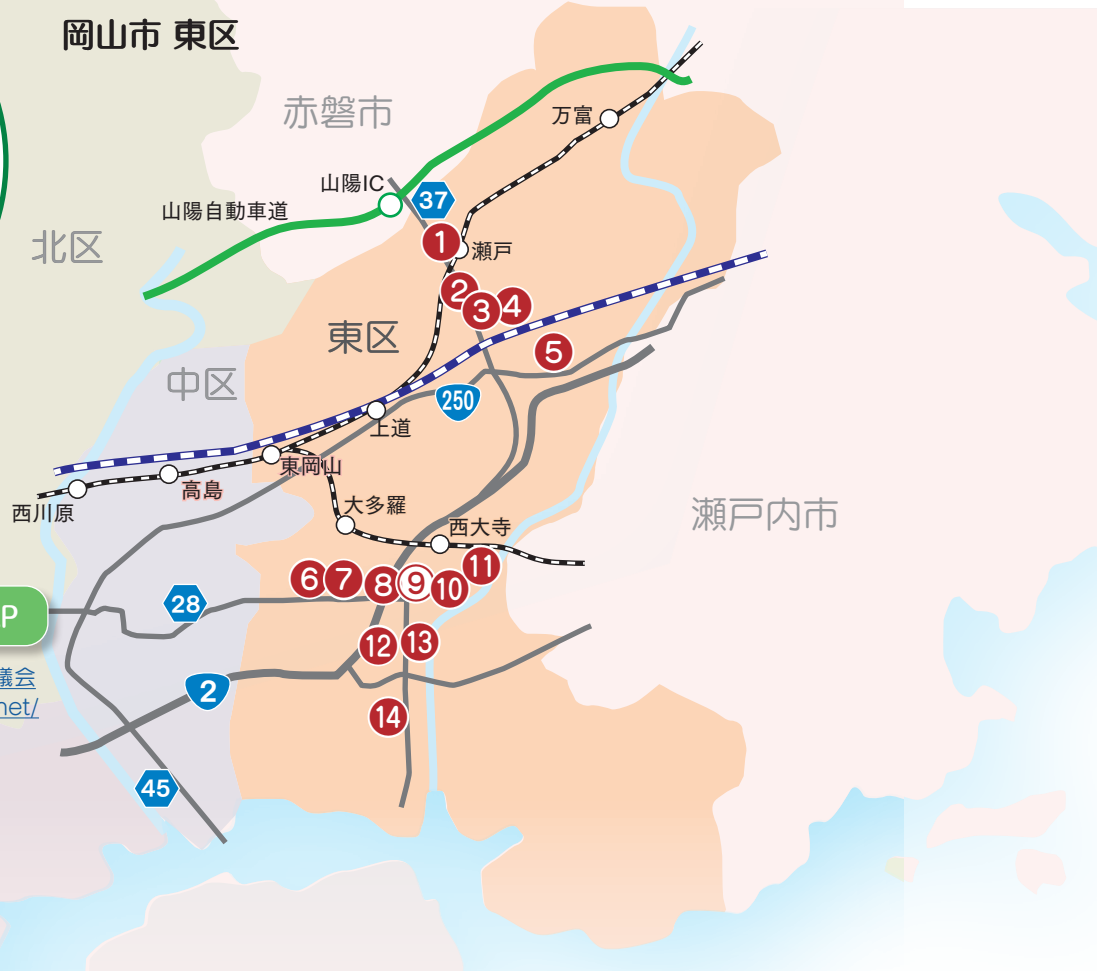 岡山市 東区
赤磐市
万富
山陽IC
37
山陽自動車道
1
瀬戸
北区
2
3
4
東区
5
中区
250
上道
東岡山
高島
西川原
大多羅
西大寺
瀬戸内市
11
6
7
8
9
10
28
P
12
13
議会
2
net/
14
45